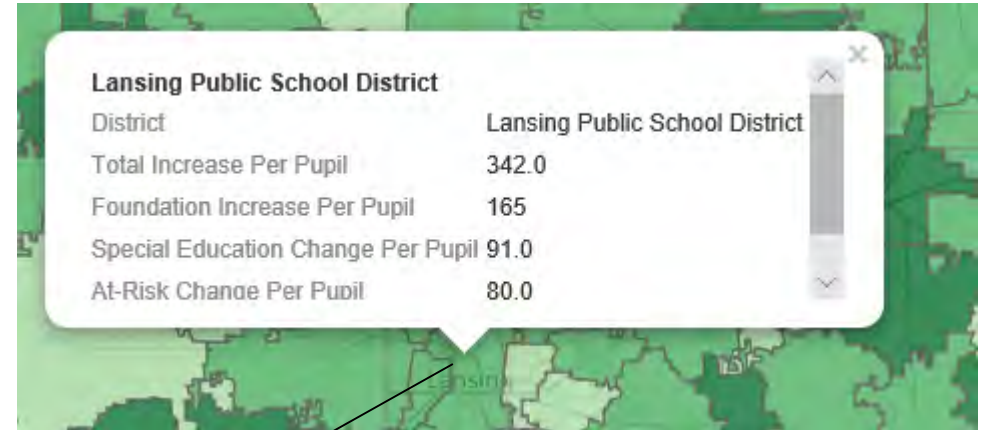 Lansing Public School District
District Lansing Public School District
Total Increase Per Pupil 342.0
Foundation Increase Per Pupil 165
Special Education Change Per Pupil 91.0
At-Risk Change Per Pupil 80.0
Lansing